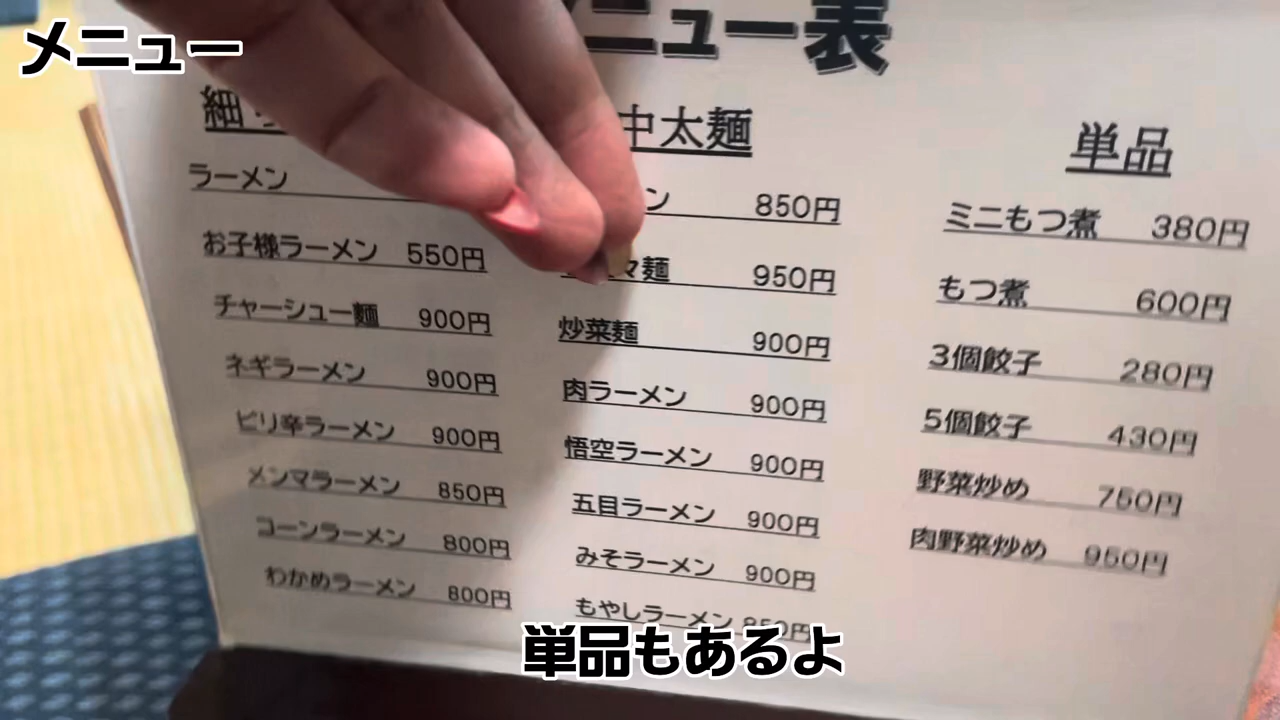 メニュー
ニュー表
細
ラーメン
お子様ラーメン 550円
チャーシュー麵 900円
ネギラーメン 900円
ピリ辛ラーメン 900円
メンマラーメン 850円
コーンラーメン 800円
わかめラーメン 800円
中太麺
ン 850円
々麺 950円
炒菜麺 900円
肉ラーメン 900円
悟空ラーメン 900円
五目ラーメン 900円
みそラーメン 900円
もやしラーメン 850円
単品
ミニもつ煮 380円
もつ煮 600円
3個餃子 280円
5個餃子 430円
野菜炒め 750円
肉野菜炒め 950円
単品もあるよ